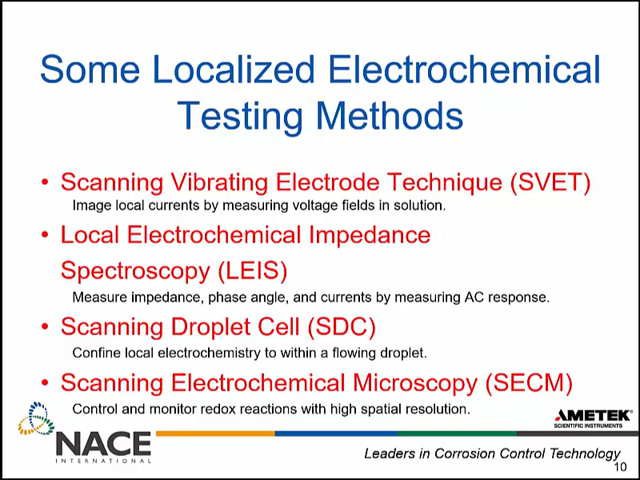 Some Localized Electrochemical
Testing Methods
• Scanning Vibrating Electrode Technique (SVET)
Image local currents by measuring voltage fields in solution.
• Local Electrochemical Impedance
Spectroscopy (LEIS)
Measure impedance, phase angle, and currents by measuring AC response.
• Scanning Droplet Cell (SDC)
Confine local electrochemistry to within a flowing droplet.
• Scanning Electrochemical Microscopy (SECM)
Control and monitor redox reactions with high spatial resolution.
NACE
INTERNATIONAL
AMETEK
SCIENTIFIC INSTRUMENTS
Leaders in Corrosion Control Technology
10